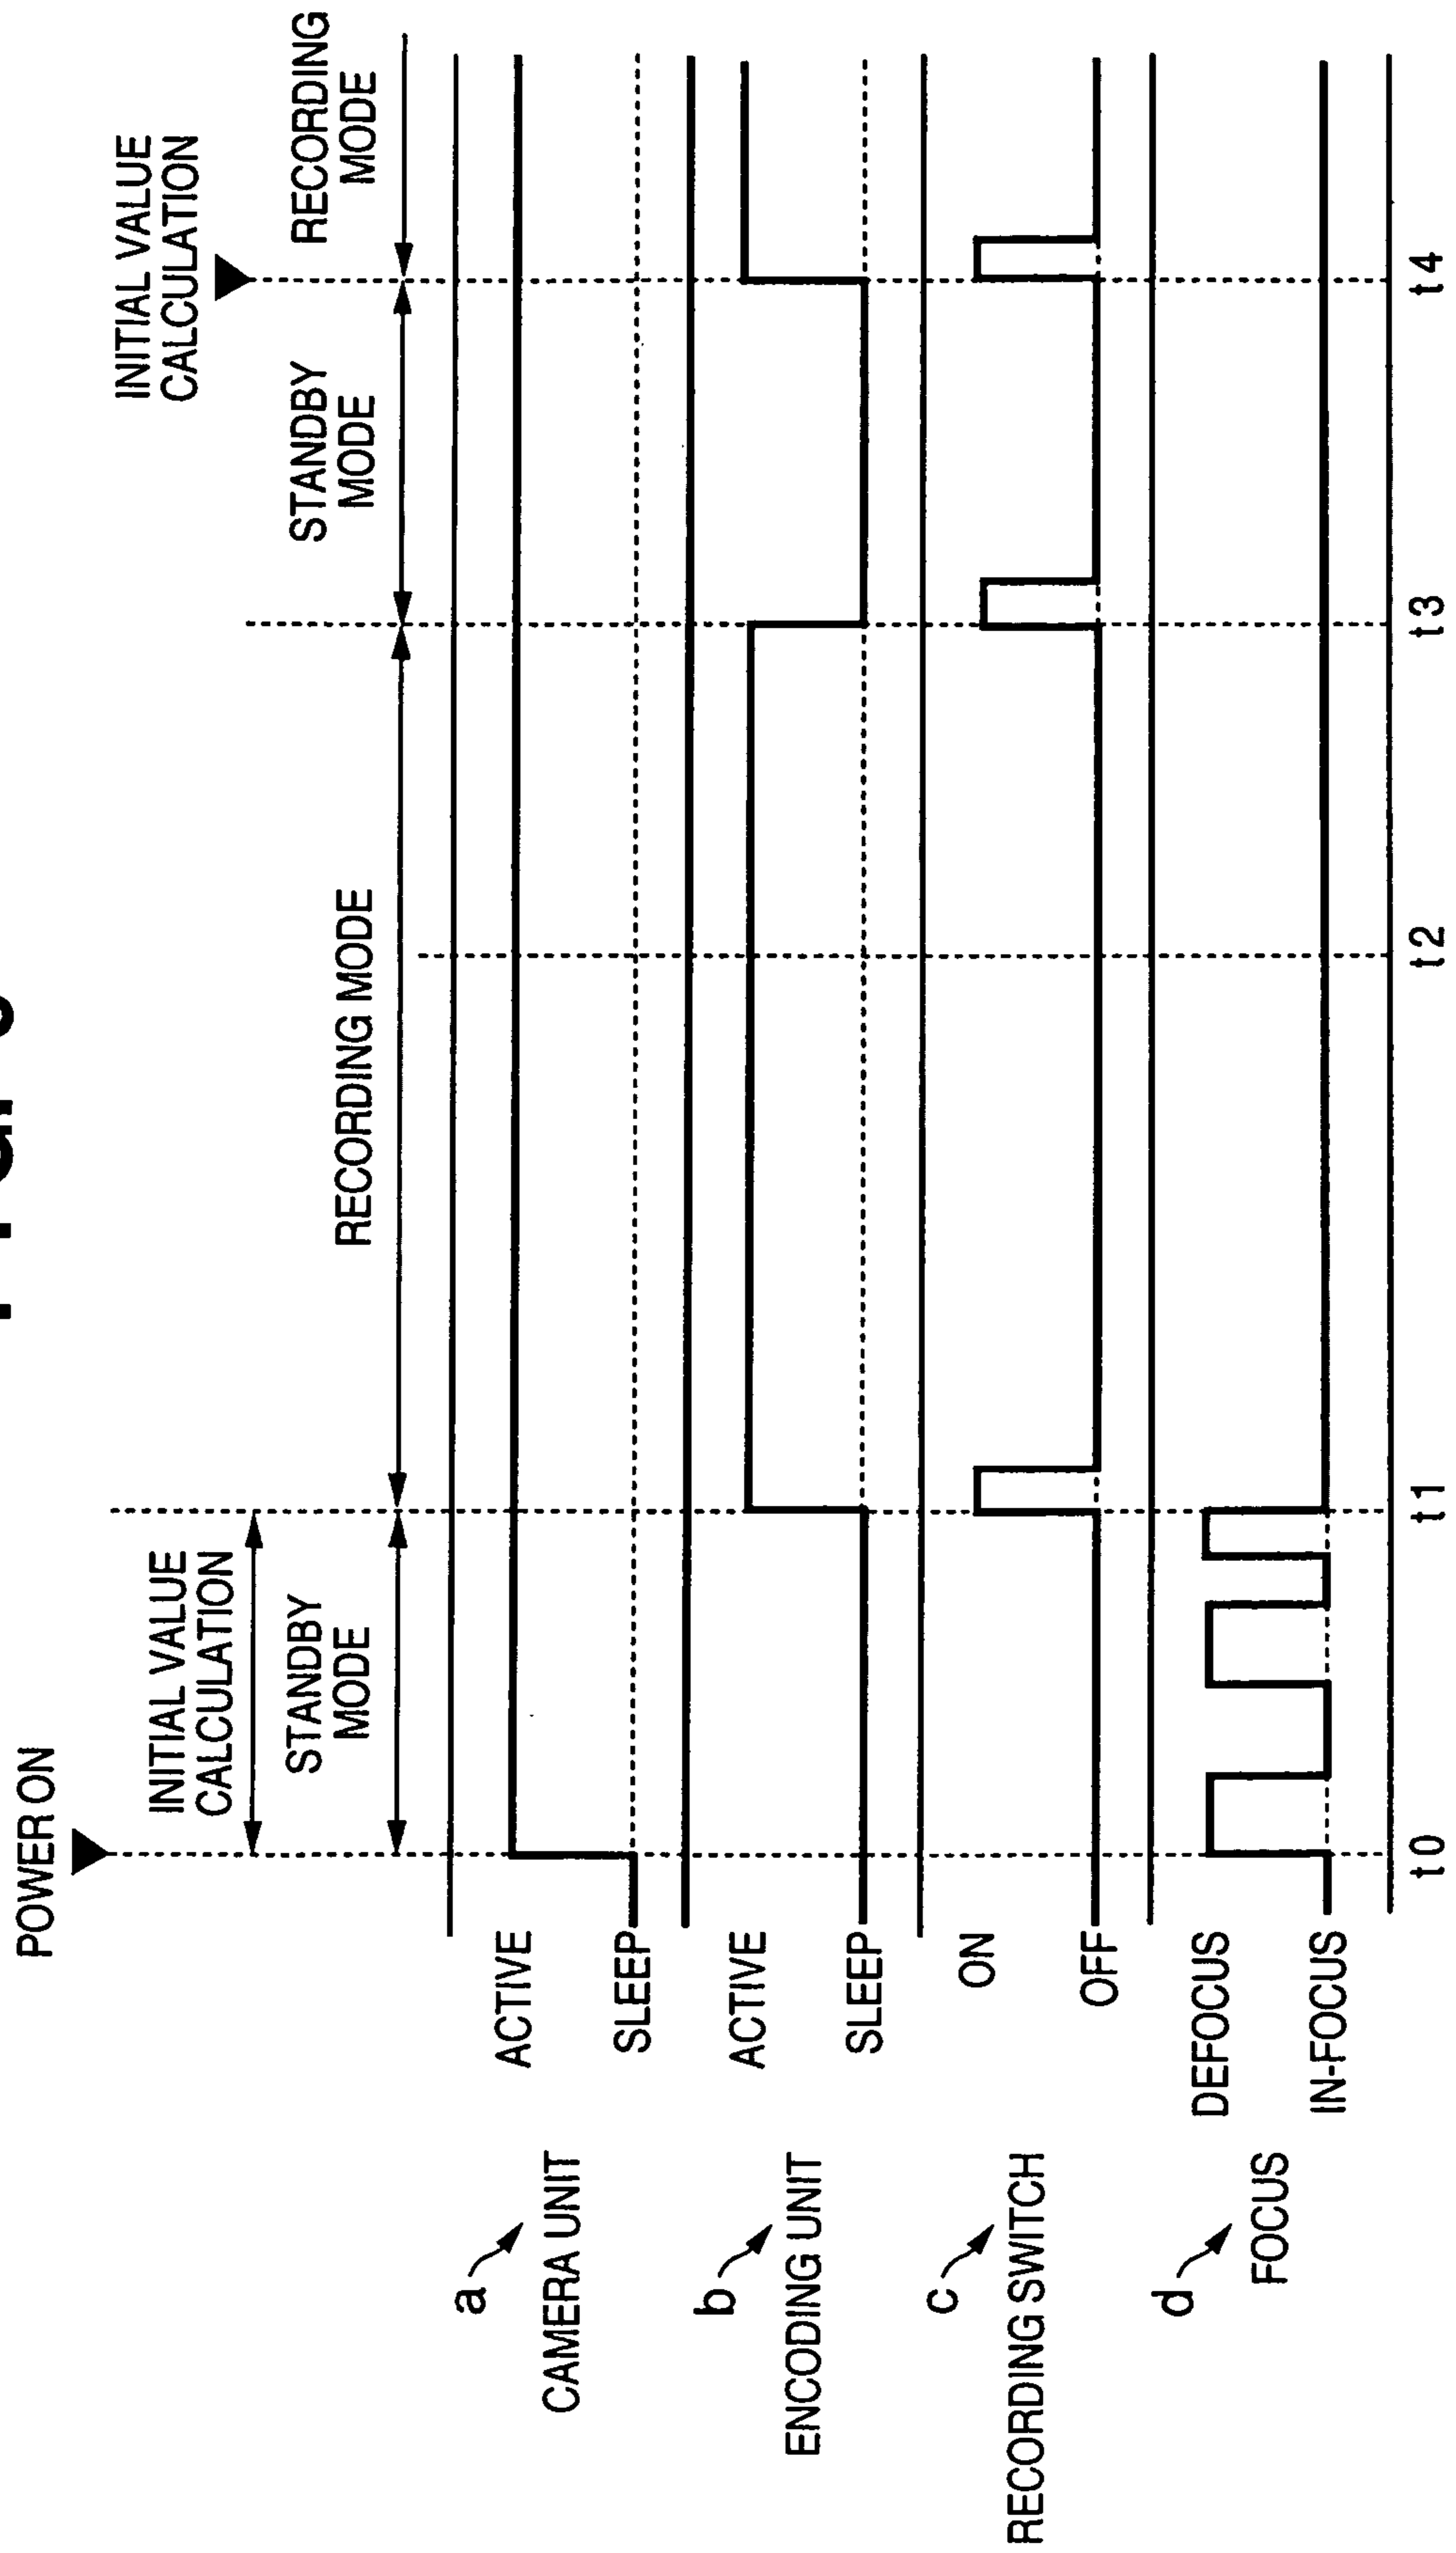 POWER ON
INITIAL VALUE
CALCULATION
INITIAL VALUE
CALCULATION
STANDBY
MODE
RECORDING MODE
STANDBY
MODE
RECORDING
MODE
a
CAMERA UNIT
ACTIVE
SLEEP
b
ENCODING UNIT
ACTIVE
SLEEP
c
RECORDING SWITCH
ON
OFF
d
FOCUS
DEFOCUS
IN-FOCUS
t0
t1
t2
t3
t4